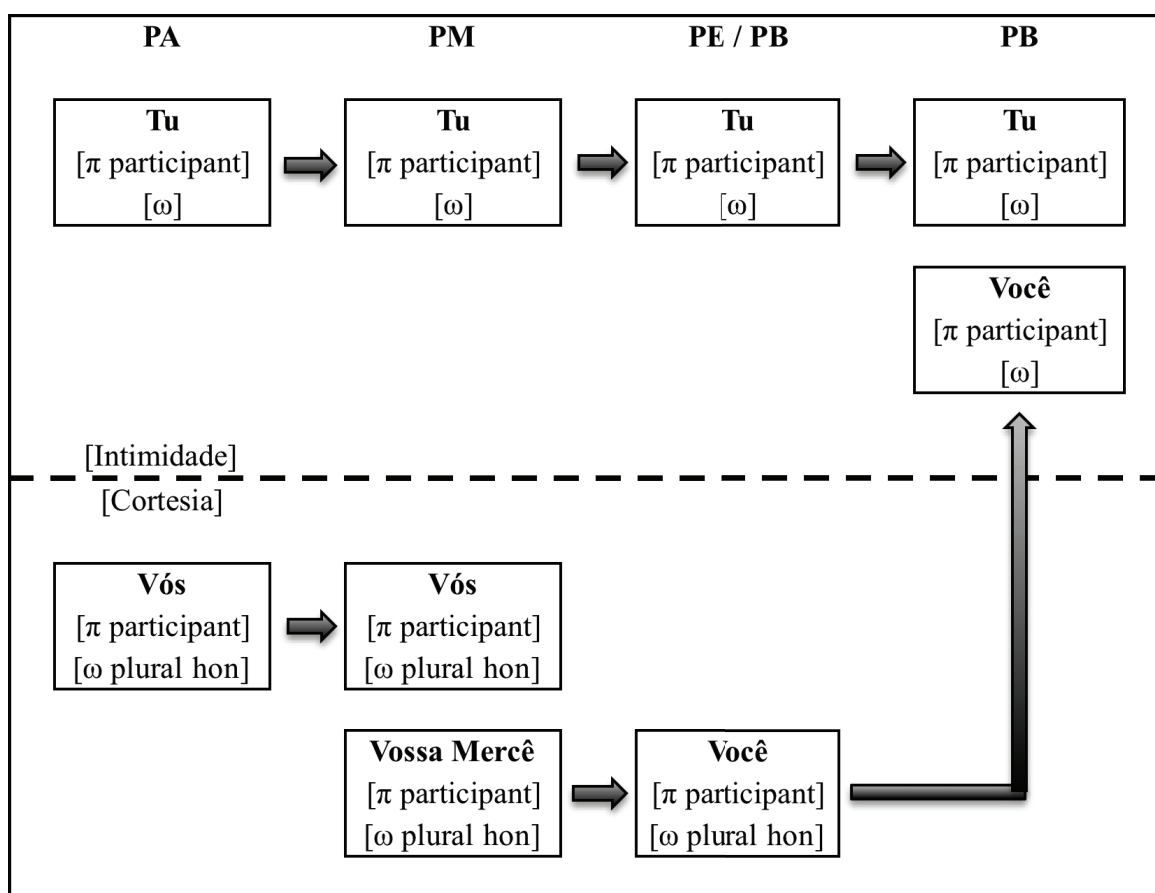 PA PM PE / PB PB
Tu Tu Tu Tu
[π participant] [π participant] [π participant] [π participant]
[ω] [ω] [ω] [ω]
Você
[π participant]
[ω]
[Intimidade]
[Cortesia]
Vós Vós
[π participant] [π participant]
[ω plural hon] [ω plural hon]
Vossa Mercê Você
[π participant] [π participant]
[ω plural hon] [ω plural hon]